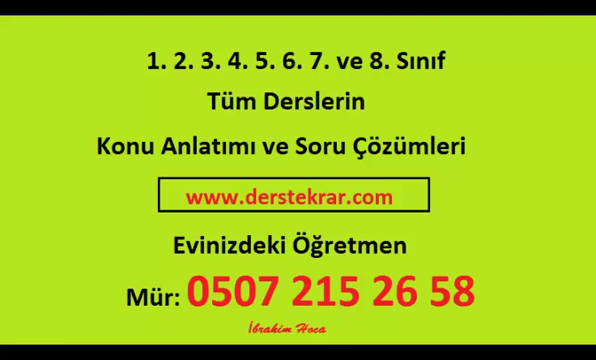 1. 2. 3. 4. 5. 6. 7. ve 8. Sınıf
Tüm Derslerin
Konu Anlatımı ve Soru Çözümleri
www.derstekrar.com
Evinizdeki Öğretmen
Mür: 0507 215 26 58
İbrahim Hoca